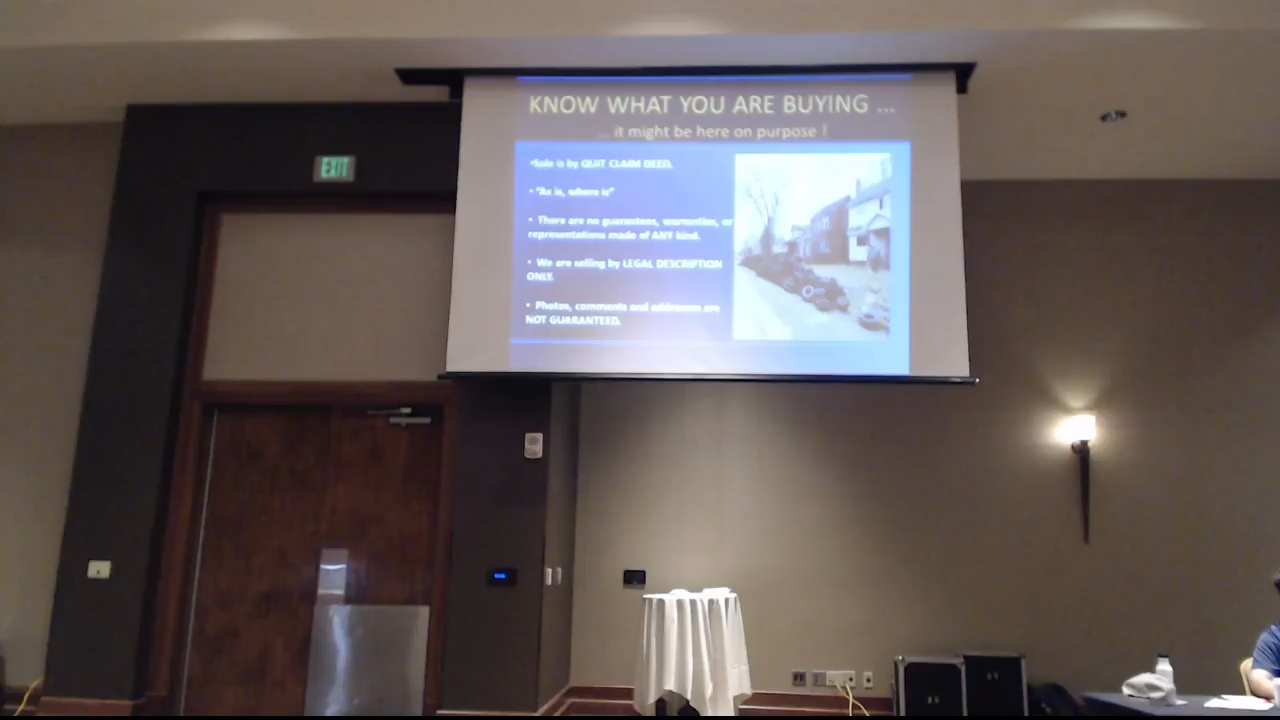 KNOW WHAT YOU ARE BUYING ...
... it might be here on purpose !
EXIT
•Sale is by QUIT CLAIM DEED.
• "As is, where is"
• There are no guarantees, warranties, or
representations made of ANY kind.
• We are selling by LEGAL DESCRIPTION
ONLY.
• Photos, comments and addresses are
NOT GUARANTEED.